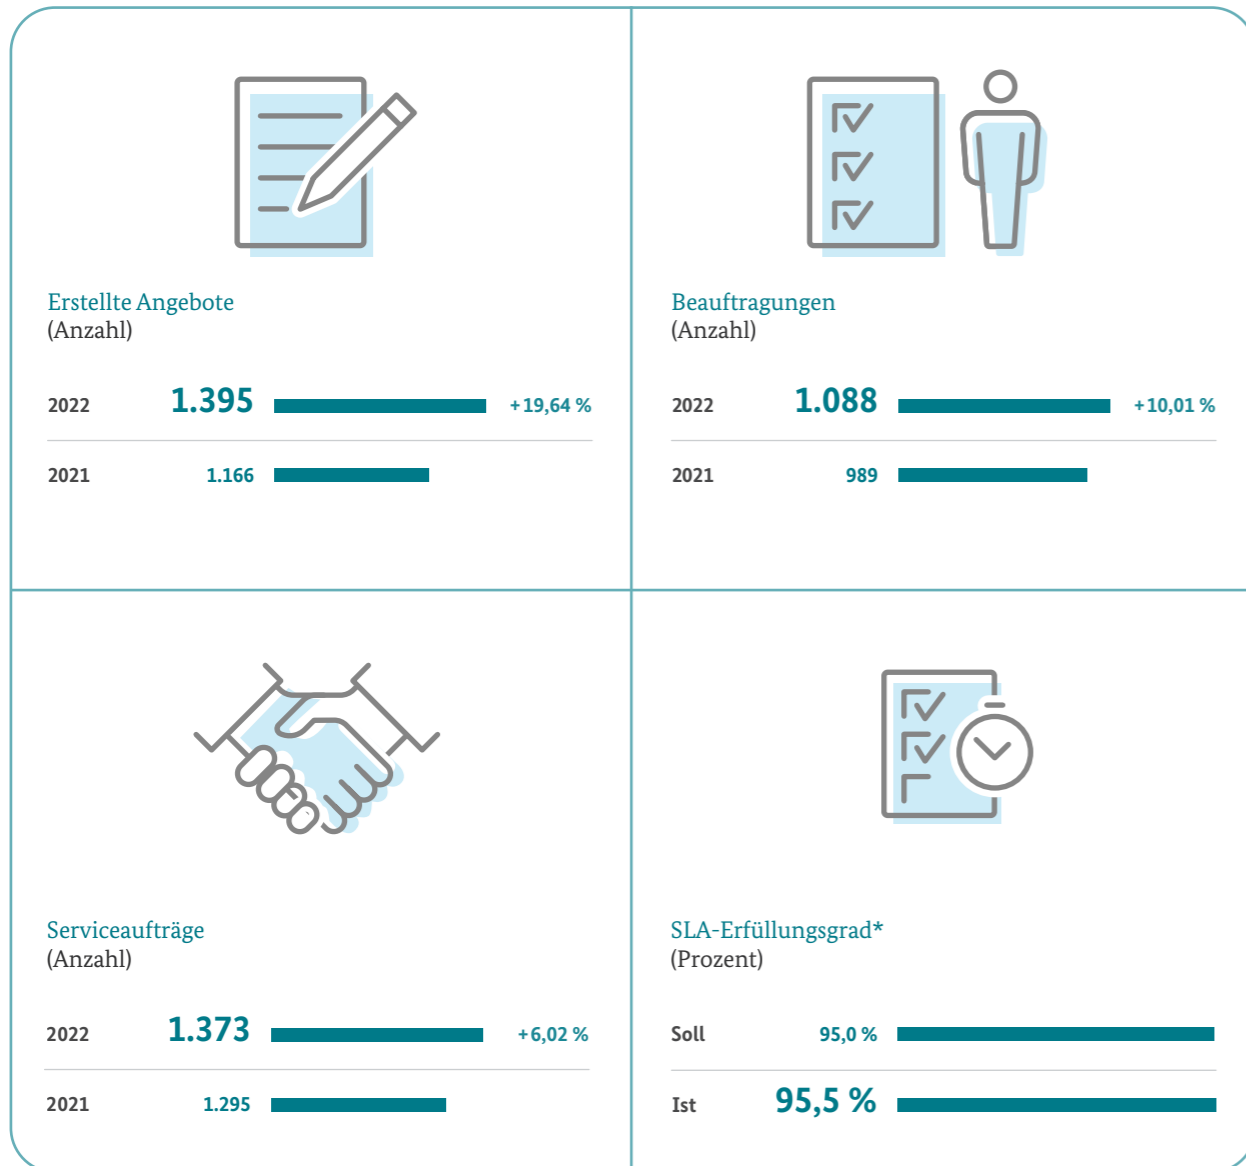 Erstellte Angebote
(Anzahl)
2022 1.395 +19,64 %
2021 1.166
Beauftragungen
(Anzahl)
2022 1.088 +10,01 %
2021 989
Serviceaufträge
(Anzahl)
2022 1.373 +6,02 %
2021 1.295
SLA-Erfüllungsgrad*
(Prozent)
Soll 95,0 %
Ist 95,5 %